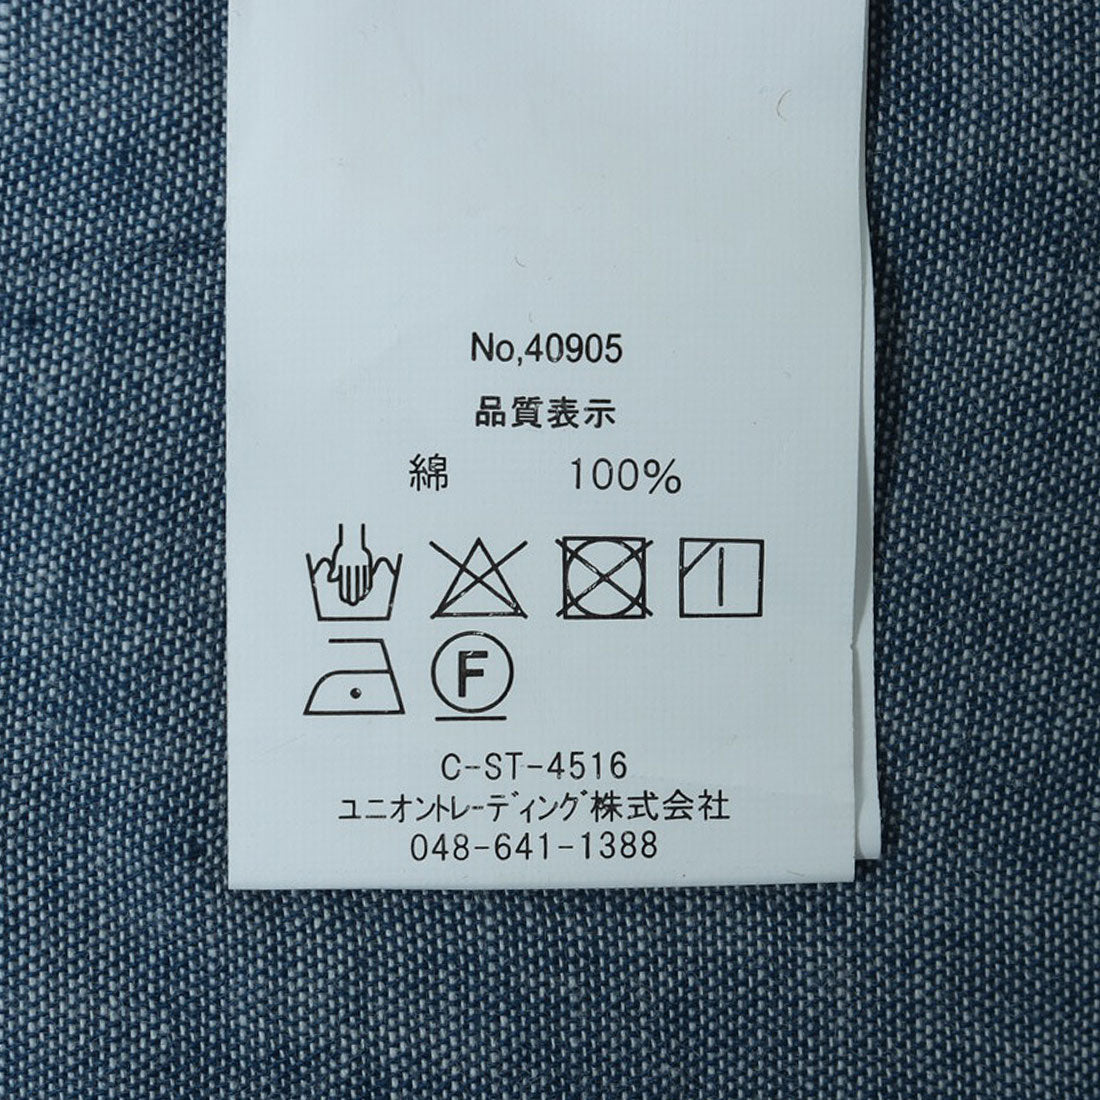 No,40905
品質表示
綿 100%
F
C-ST-4516
ユニオントレーディング株式会社
048-641-1388